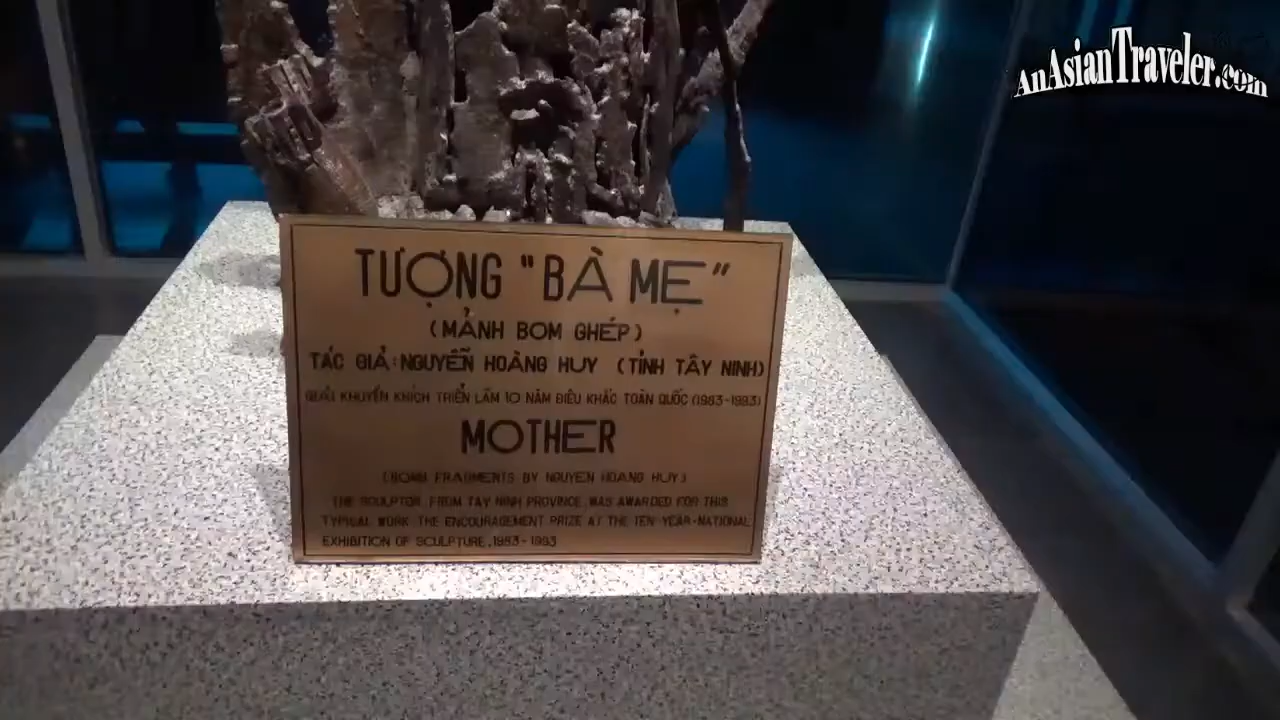 AnAsianTraveler.com
TƯỢNG "BÀ MẸ"
(MẢNH BOM GHÉP)
TÁC GIẢ: NGUYỄN HOÀNG HUY (TỈNH TÂY NINH)
GIẢI KHUYẾN KHÍCH TRIỂN LÃM 10 NĂM ĐIÊU KHẮC TOÀN QUỐC (1983-1993)
MOTHER
(BOMB FRAGMENTS BY NGUYEN HOANG HUY)
THE SCULPTOR, FROM TAY NINH PROVINCE, WAS AWARDED FOR THIS
TYPICAL WORK THE ENCOURAGEMENT PRIZE AT THE TEN-YEAR-NATIONAL
EXHIBITION OF SCULPTURE, 1983-1993